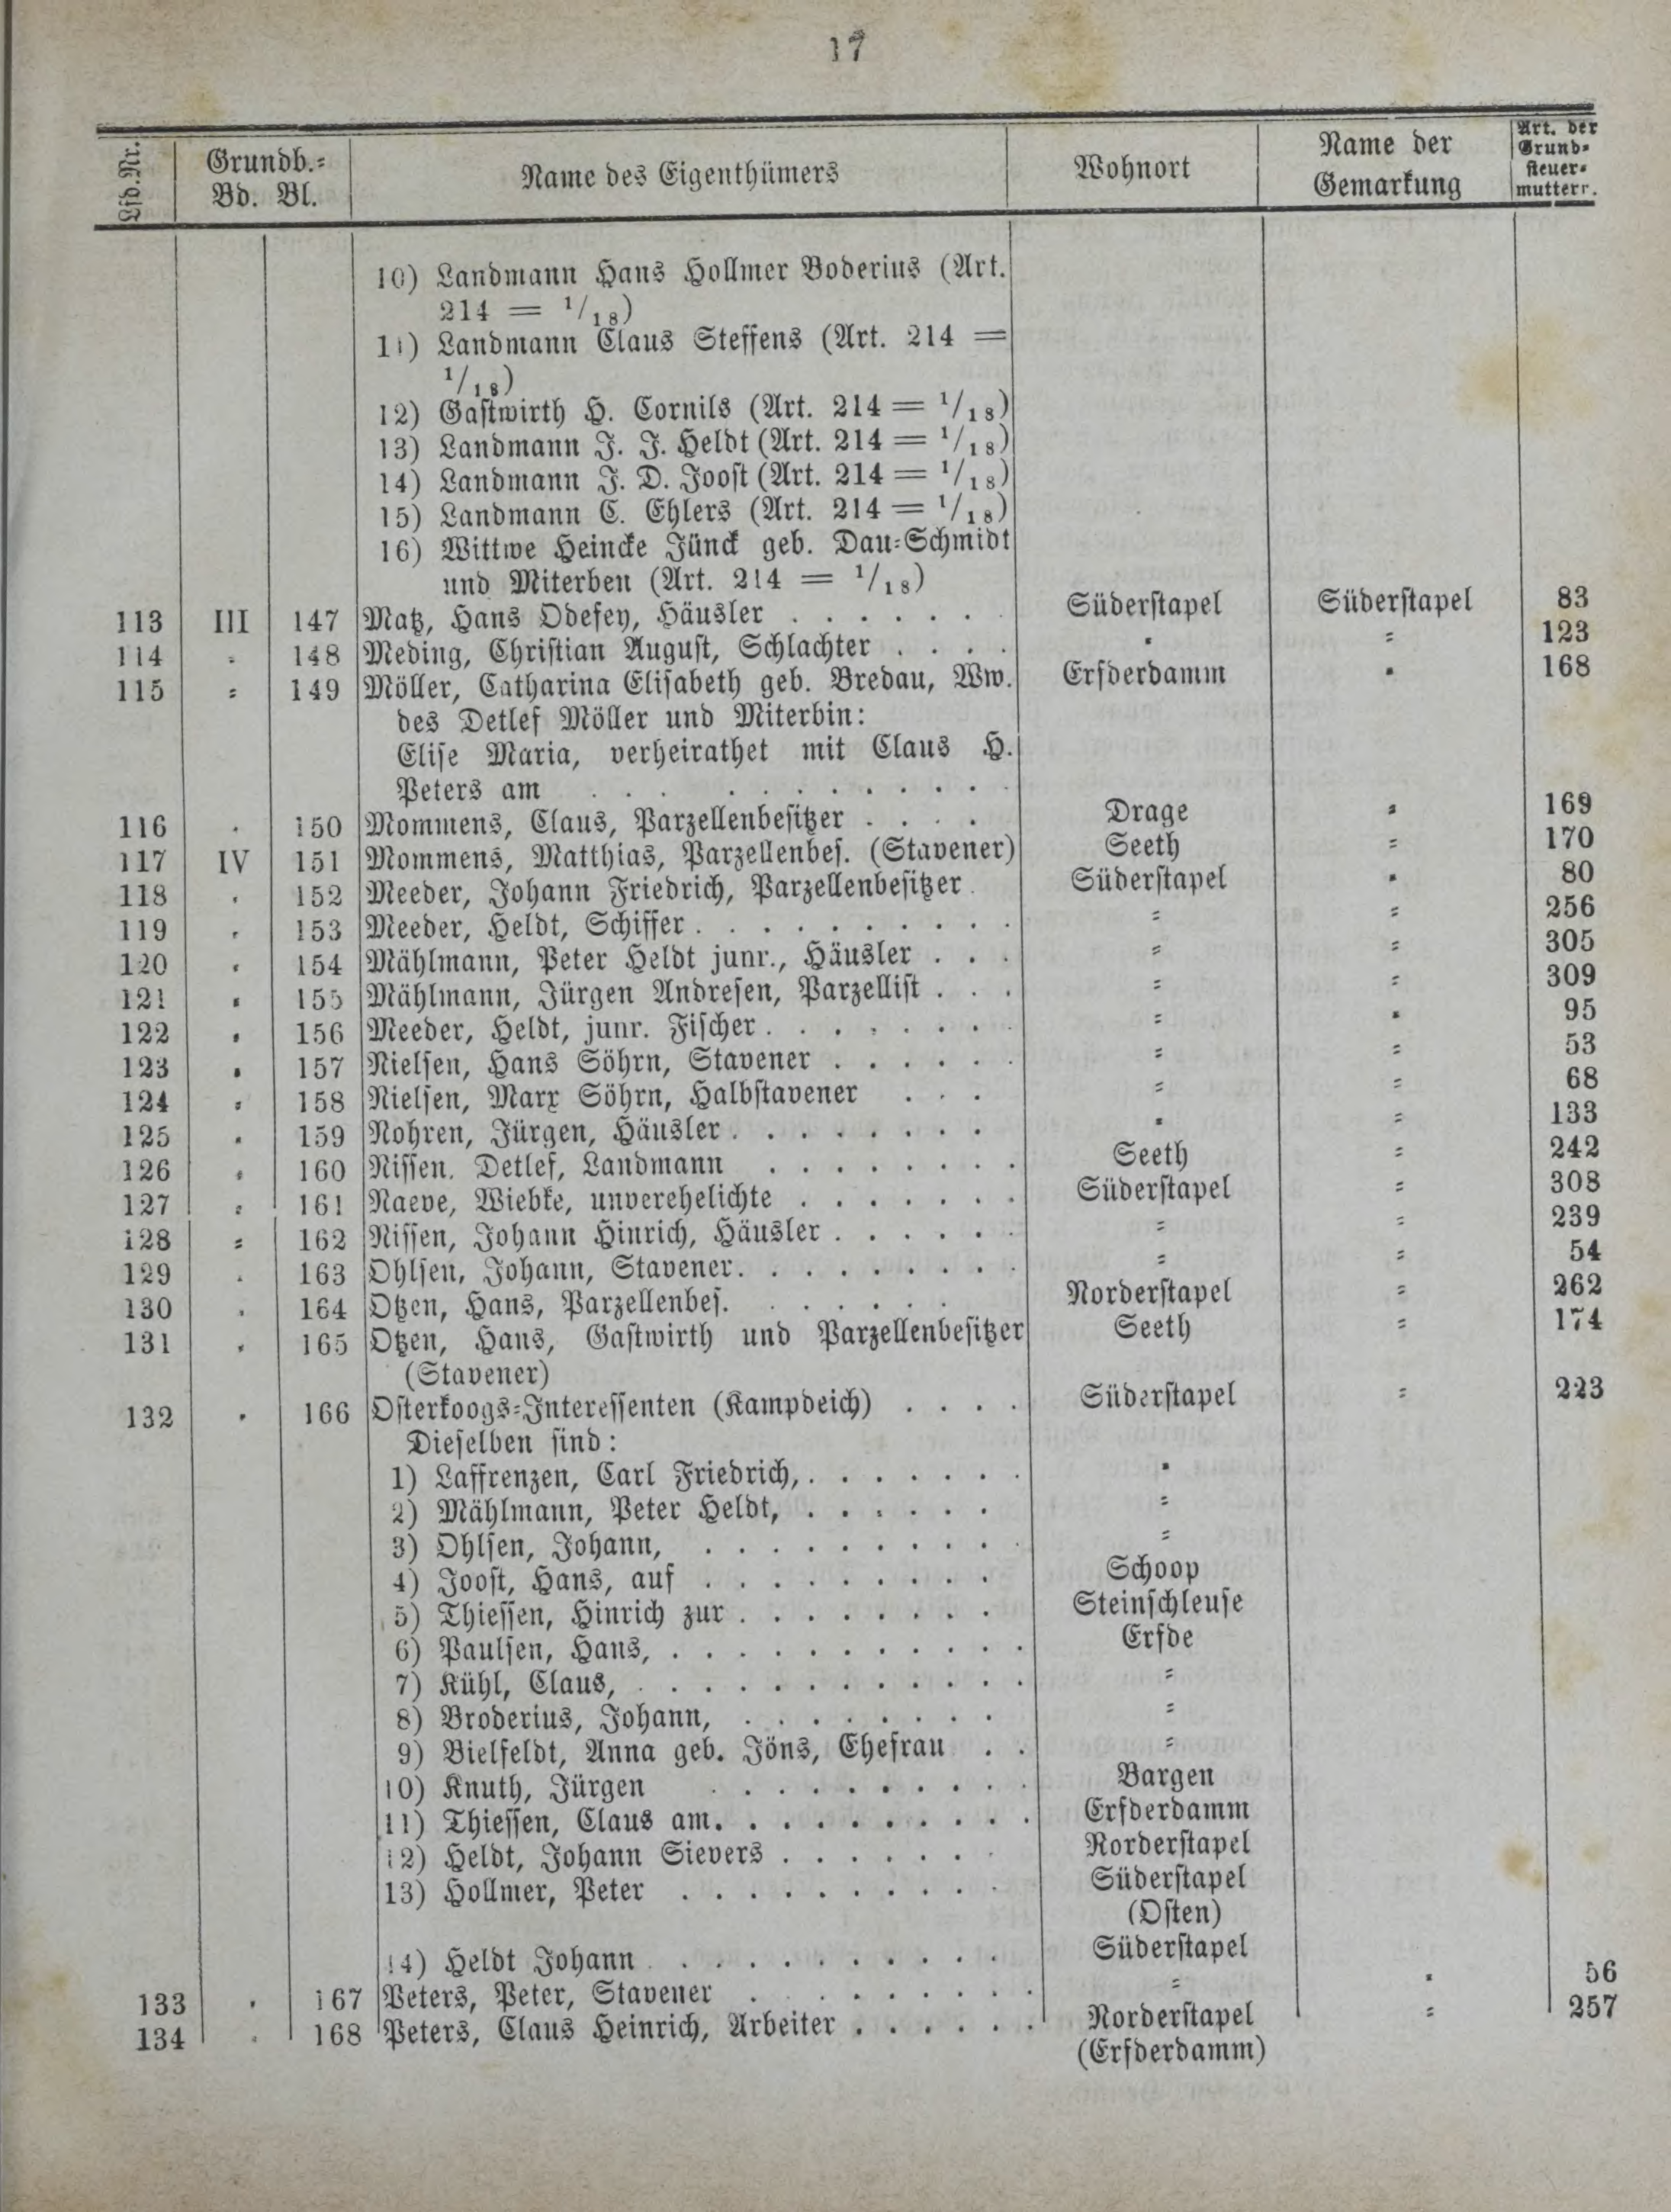 17
Lfd. Nr. Grundb.= Bd. Bl. Name des Eigenthümers Wohnort Name der Gemarkung Art. der Grund= steuer= mutterr.
10) Landmann Hans Hollmer Boderius (Art.
214 = 1/18)
11) Landmann Claus Steffens (Art. 214 =
1/18)
12) Gastwirth H. Cornils (Art. 214 = 1/18)
13) Landmann J. J. Heldt (Art. 214 = 1/18)
14) Landmann J. D. Joost (Art. 214 = 1/18)
15) Landmann C. Ehlers (Art. 214 = 1/18)
16) Wittwe Heincke Jünck geb. Dau=Schmidt
und Miterben (Art. 214 = 1/18)
113 III 147 Matz, Hans Odefey, Häusler . . . . . . Süderstapel Süderstapel 83
114 = 148 Meding, Christian August, Schlachter . . . . = = 123
115 = 149 Möller, Catharina Elisabeth geb. Bredau, Ww. Erfderdamm = 168
des Detlef Möller und Miterbin:
Elise Maria, verheirathet mit Claus H.
Peters am . . . . . . . . . . .
116 = 150 Mommens, Claus, Parzellenbesitzer . . . . Drage = 169
117 IV 151 Mommens, Matthias, Parzellenbes. (Stavener) Seeth = 170
118 = 152 Meeder, Johann Friedrich, Parzellenbesitzer . Süderstapel = 80
119 = 153 Meeder, Heldt, Schiffer . . . . . . . . . . = = 256
120 = 154 Mählmann, Peter Heldt junr., Häusler . . . = = 305
121 = 155 Mählmann, Jürgen Andresen, Parzellist . . . = = 309
122 = 156 Meeder, Heldt, junr. Fischer . . . . . . . = = 95
123 = 157 Nielsen, Hans Söhrn, Stavener . . . . . . = = 53
124 = 158 Nielsen, Marx Söhrn, Halbstavener . . . = = 68
125 = 159 Nohren, Jürgen, Häusler . . . . . . . . = = 133
126 = 160 Nissen. Detlef, Landmann . . . . . . . . Seeth = 242
127 = 161 Naeve, Wiebke, unverehelichte . . . . . . . Süderstapel = 308
128 = 162 Nissen, Johann Hinrich, Häusler . . . . . . = = 239
129 = 163 Ohlsen, Johann, Stavener . . . . . . . . . = = 54
130 = 164 Otzen, Hans, Parzellenbes. . . . . . . Norderstapel = 262
131 = 165 Otzen, Hans, Gastwirth und Parzellenbesitzer Seeth = 174
(Stavener)
132 = 166 Osterkoogs=Interessenten (Kampdeich) . . . . Süderstapel = 223
Dieselben sind:
1) Laffrenzen, Carl Friedrich, . . . . . . . =
2) Mählmann, Peter Heldt, . . . . . . =
3) Ohlsen, Johann, . . . . . . . . . . =
4) Joost, Hans, auf . . . . . . . . . Schoop
5) Thiessen, Hinrich zur . . . . . . . . Steinschleuse
6) Paulsen, Hans, . . . . . . . . . . . Erfde
7) Kühl, Claus, . . . . . . . . . . . . =
8) Broderius, Johann, . . . . . . . . =
9) Bielfeldt, Anna geb. Jöns, Ehefrau . . =
10) Knuth, Jürgen . . . . . . . . . . Bargen
11) Thiessen, Claus am . . . . . . . . . . Erfderdamm
12) Heldt, Johann Sievers . . . . . . . Norderstapel
13) Hollmer, Peter . . . . . . . . . . Süderstapel
(Osten)
14) Heldt Johann . . . . . . . . . . . Süderstapel
133 = 167 Peters, Peter, Stavener . . . . . . . . = = 56
134 = 168 Peters, Claus Heinrich, Arbeiter . . . . . . Norderstapel = 257
(Erfderdamm)